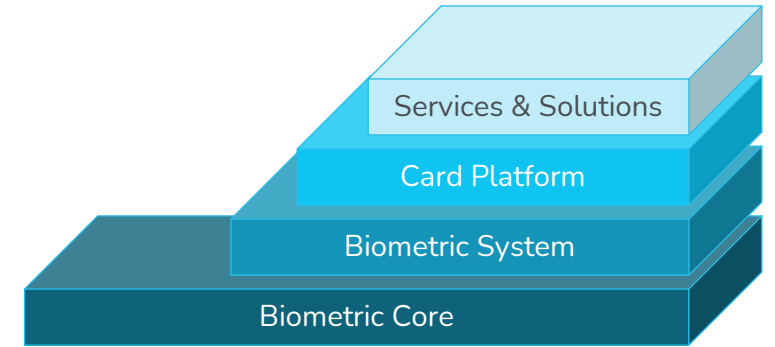 Services & Solutions
Card Platform
Biometric System
Biometric Core